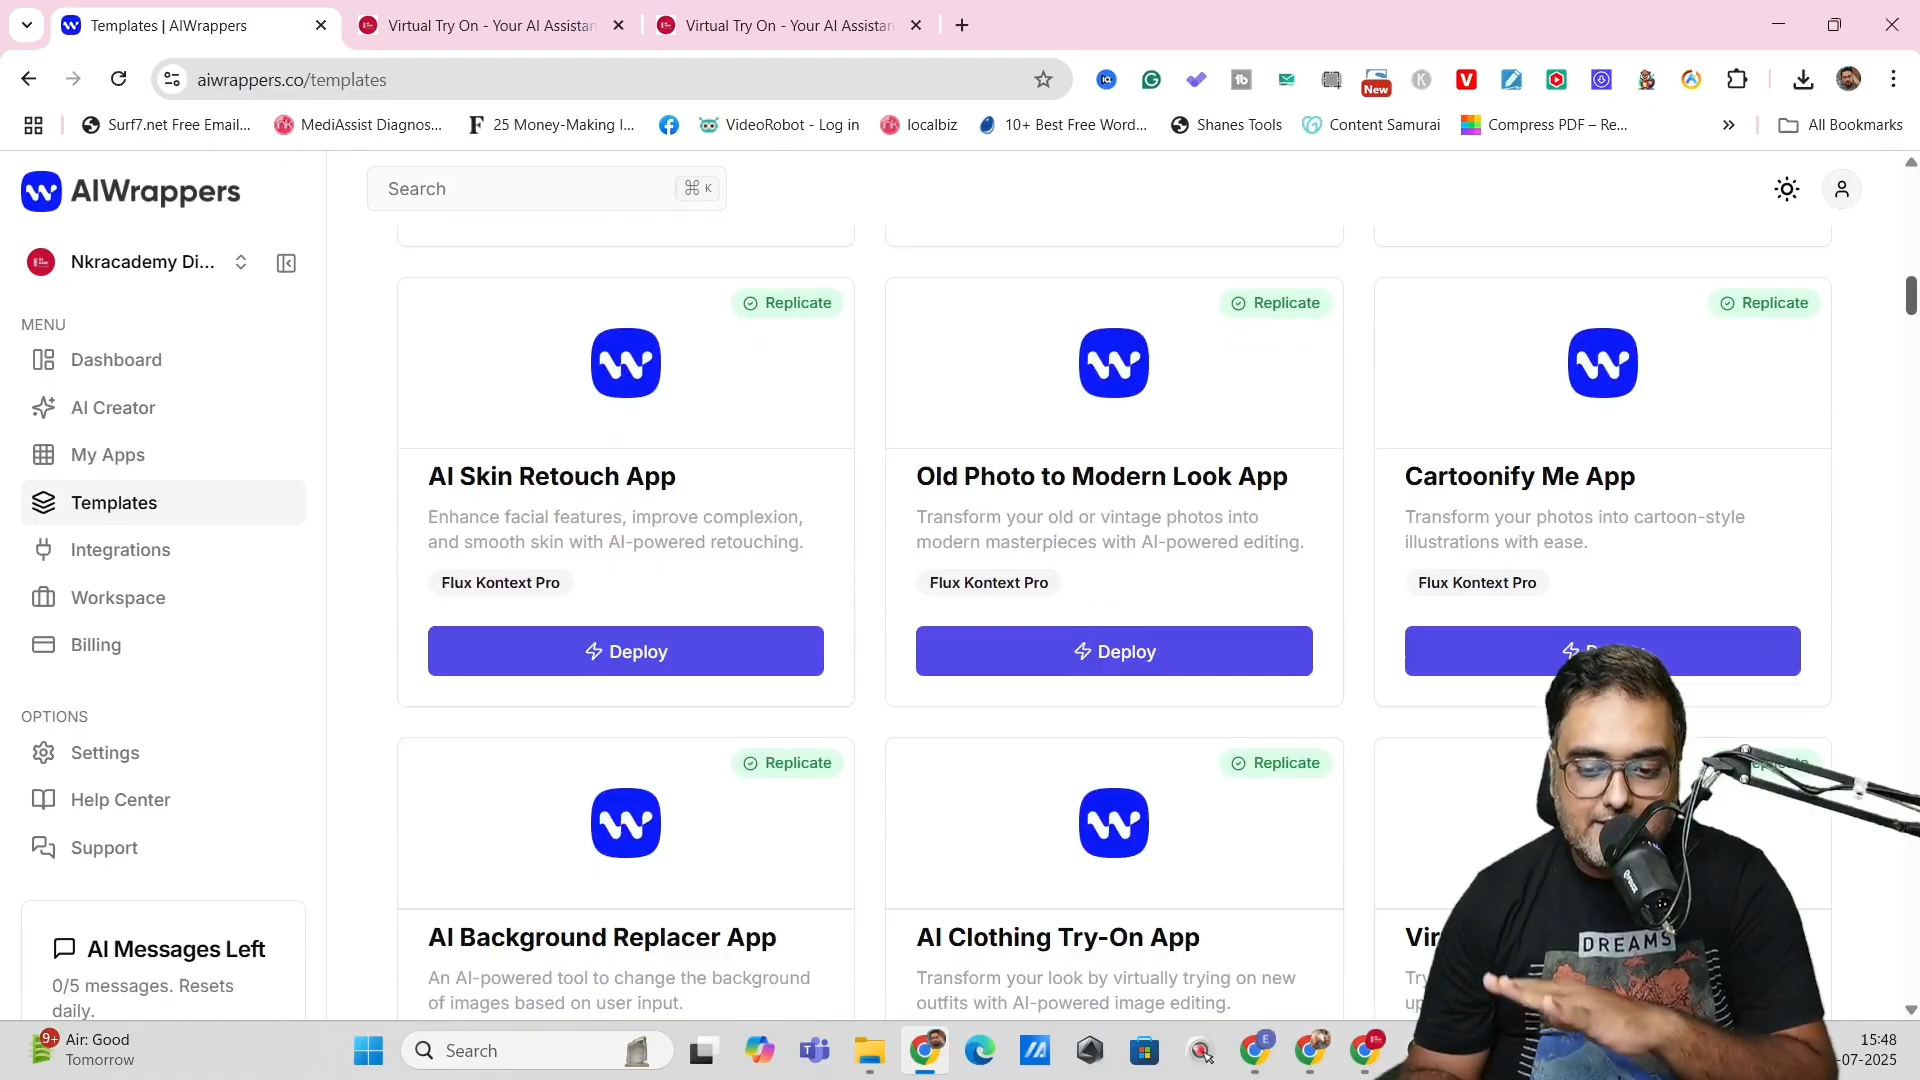 Templates | AIWrappers
Virtual Try On - Your AI Assistan
Virtual Try On - Your AI Assistan
aiwrappers.co/templates
New
Surf7.net Free Email...
MediAssist Diagnos...
25 Money-Making I...
VideoRobot - Log in
localbiz
10+ Best Free Word...
Shanes Tools
Content Samurai
Compress PDF – Re...
All Bookmarks
AIWrappers
Search
⌘ K
Nkracademy Di...
MENU
Dashboard
AI Creator
My Apps
Templates
Integrations
Workspace
Billing
OPTIONS
Settings
Help Center
Support
AI Messages Left
0/5 messages. Resets
daily.
Replicate
AI Skin Retouch App
Enhance facial features, improve complexion,
and smooth skin with AI-powered retouching.
Flux Kontext Pro
Deploy
Replicate
Old Photo to Modern Look App
Transform your old or vintage photos into
modern masterpieces with AI-powered editing.
Flux Kontext Pro
Deploy
Replicate
Cartoonify Me App
Transform your photos into cartoon-style
illustrations with ease.
Flux Kontext Pro
Replicate
AI Background Replacer App
An AI-powered tool to change the background
of images based on user input.
Replicate
AI Clothing Try-On App
Transform your look by virtually trying on new
outfits with AI-powered image editing.
Vir
Try
up
DREAMS
9+
Air: Good
Tomorrow
Search
15:48
-07-2025